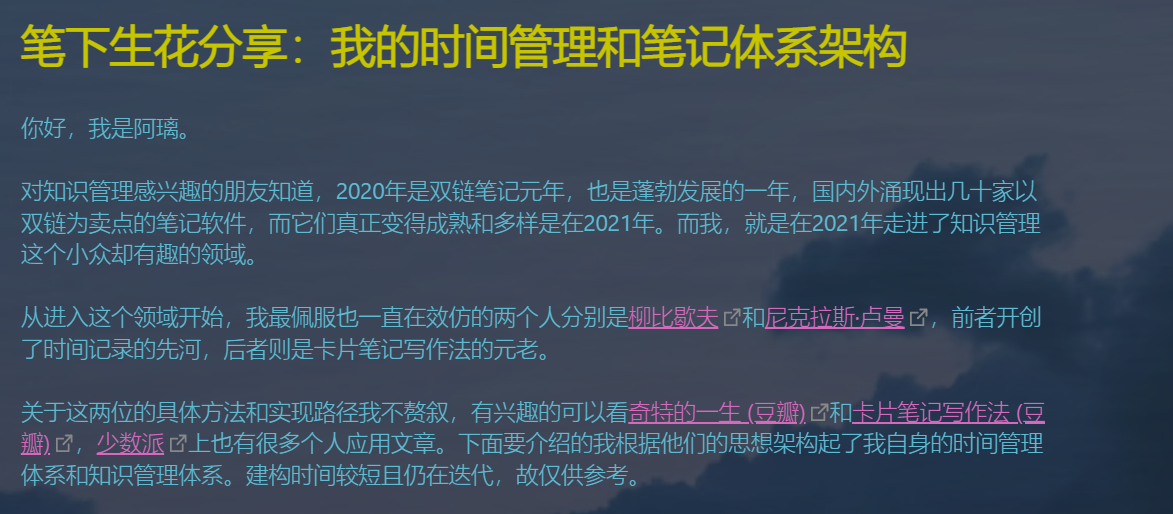 笔下生花分享：我的时间管理和笔记体系架构
你好，我是阿璃。
对知识管理感兴趣的朋友知道，2020年是双链笔记元年，也是蓬勃发展的一年，国内外涌现出几十家以
双链为卖点的笔记软件，而它们真正变得成熟和多样是在2021年。而我，就是在2021年走进了知识管理
这个小众却有趣的领域。
从进入这个领域开始，我最佩服也一直在效仿的两个人分别是柳比歇夫和尼克拉斯·卢曼，前者开创
了时间记录的先河，后者则是卡片笔记写作法的元老。
关于这两位的具体方法和实现路径我不赘叙，有兴趣的可以看奇特的一生 (豆瓣)和卡片笔记写作法 (豆
瓣)，少数派上也有很多个人应用文章。下面要介绍的我根据他们的思想架构起了我自身的时间管理
体系和知识管理体系。建构时间较短且仍在迭代，故仅供参考。